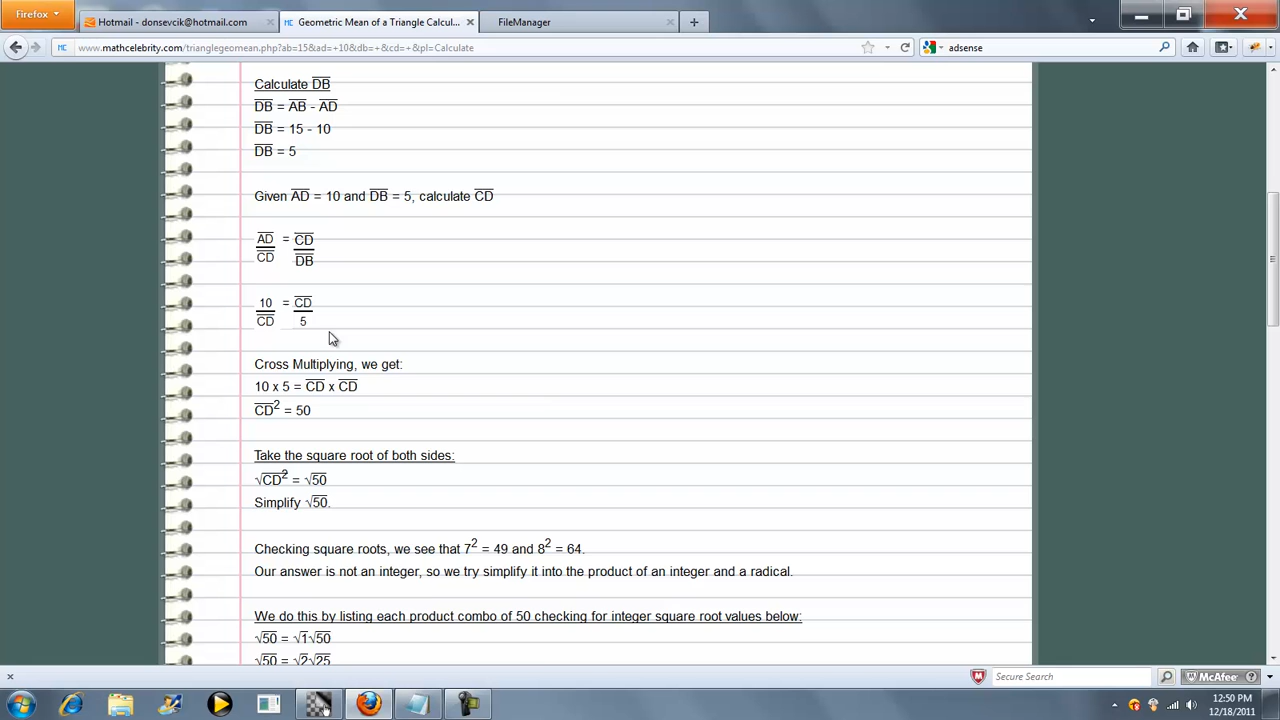 Firefox
Hotmail - donsevcik@hotmail.com
Geometric Mean of a Triangle Calcul...
FileManager
www.mathcelebrity.com/trianglegeomean.php?ab=15&ad=+10&db=+&cd=+&pl=Calculate
adsense
Calculate DB
DB = AB - AD
DB = 15 - 10
DB = 5
Given AD = 10 and DB = 5, calculate CD
AD = CD
CD DB
10 = CD
CD 5
Cross Multiplying, we get:
10 x 5 = CD x CD
CD² = 50
Take the square root of both sides:
√CD² = √50
Simplify √50.
Checking square roots, we see that 7² = 49 and 8² = 64.
Our answer is not an integer, so we try simplify it into the product of an integer and a radical.
We do this by listing each product combo of 50 checking for integer square root values below:
√50 = √1√50
√50 = √2√25
Secure Search
McAfee
12:50 PM
12/18/2011